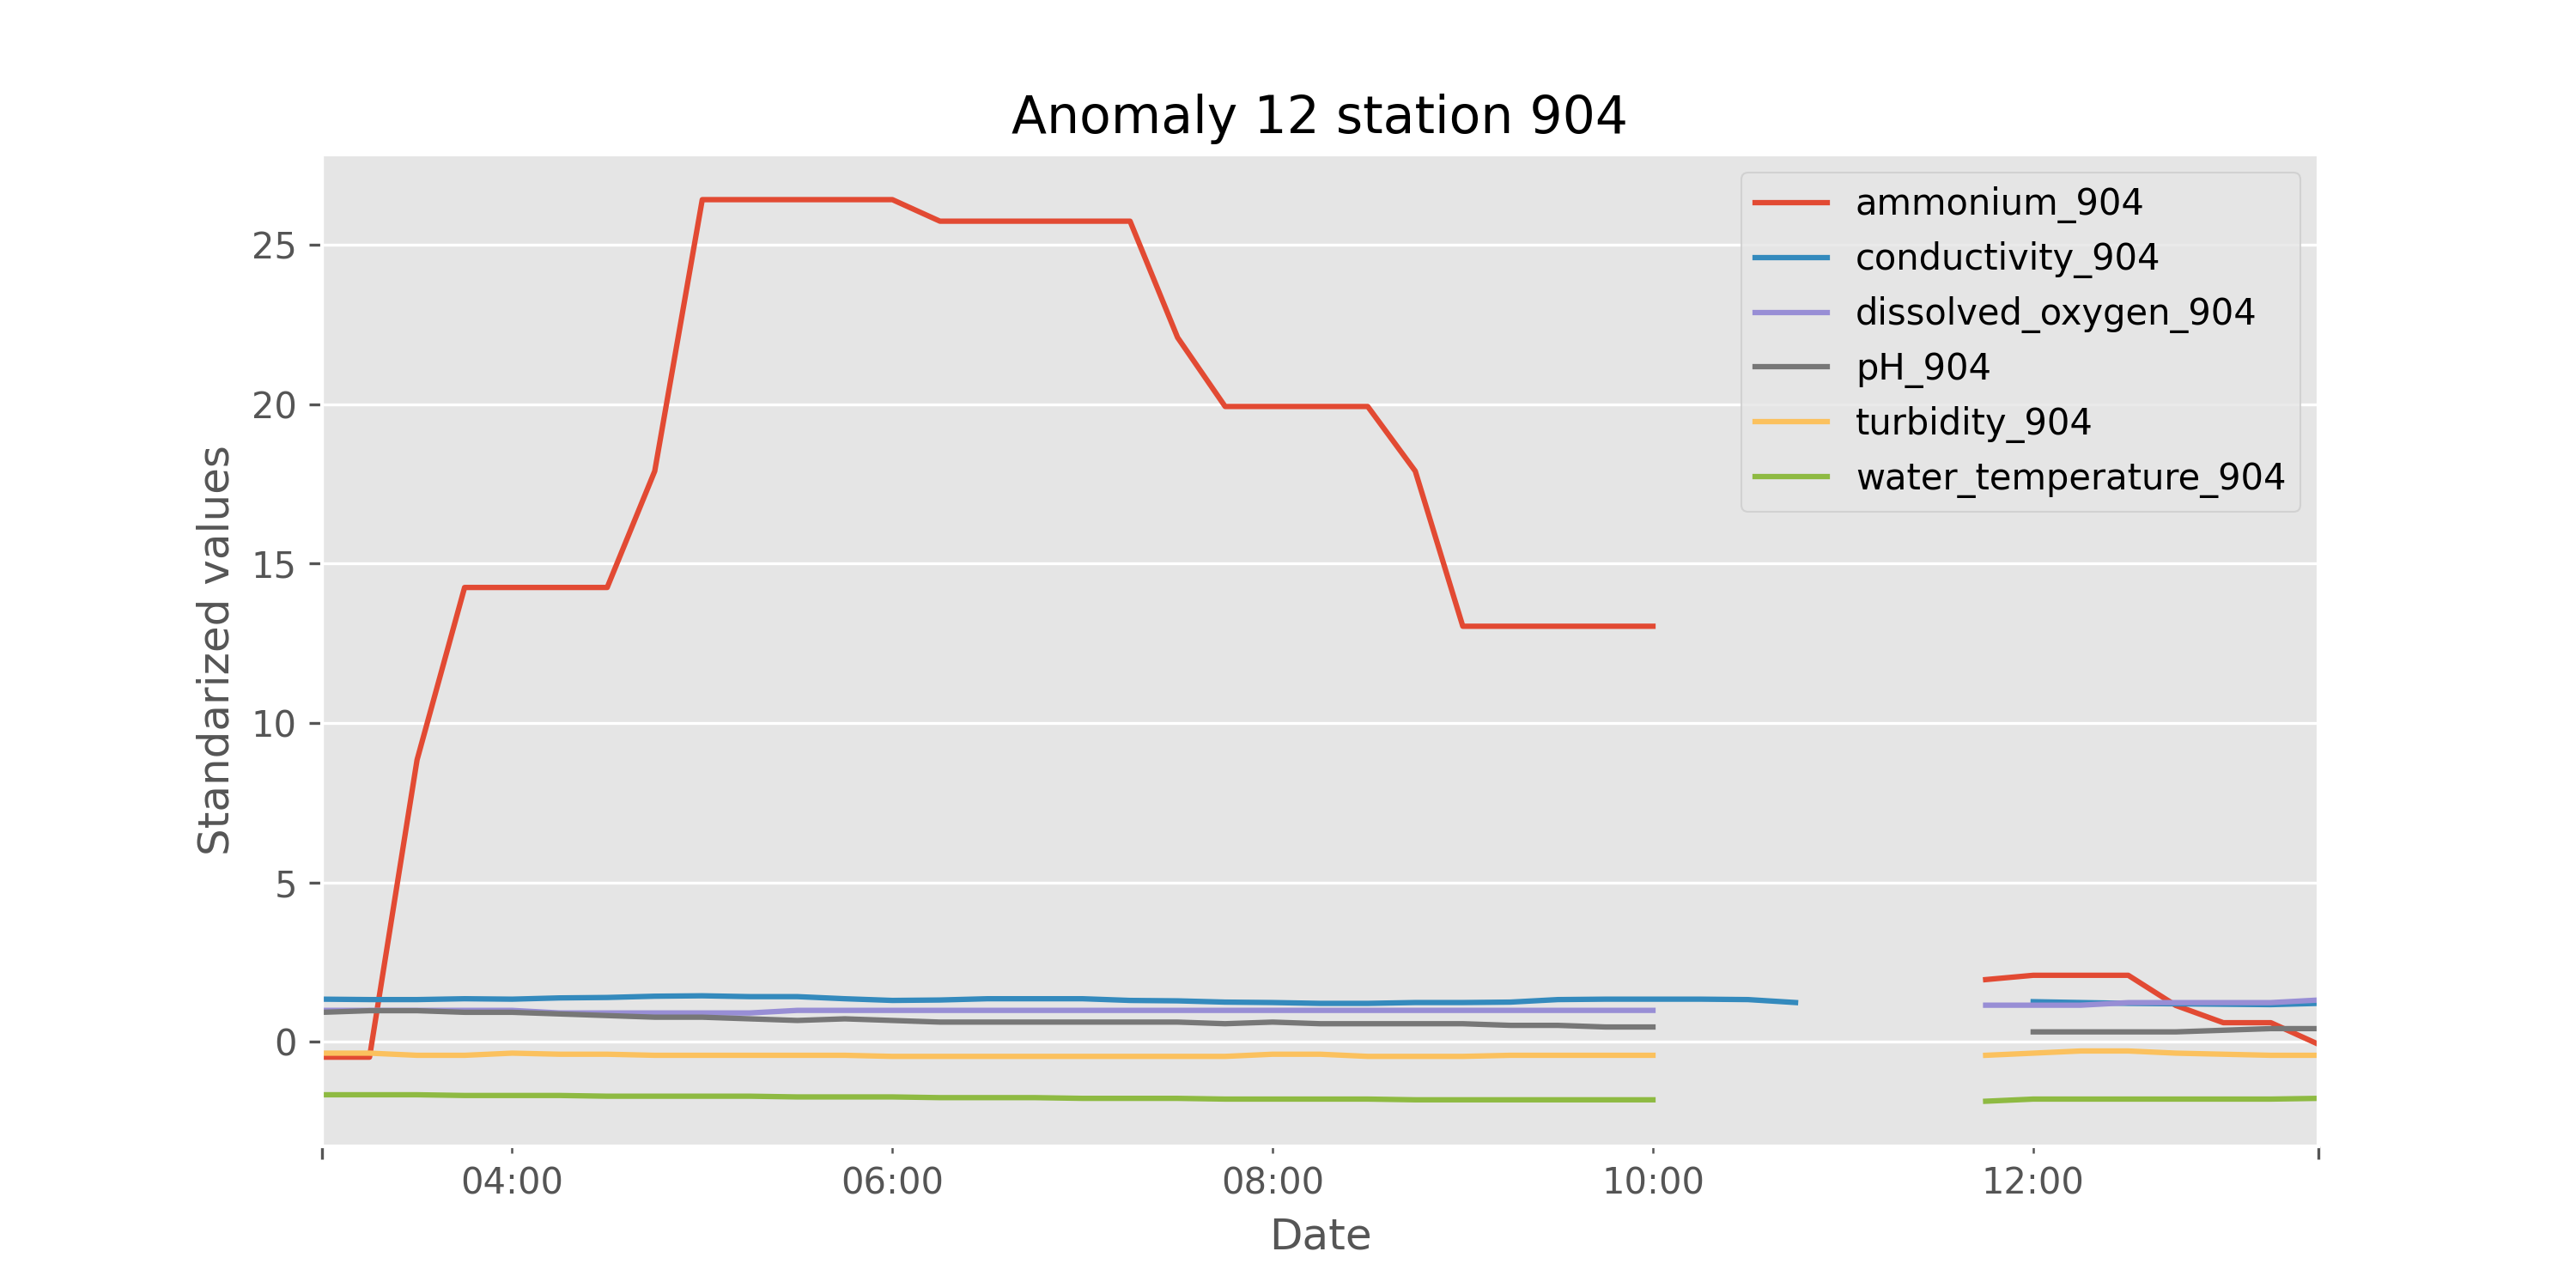 Anomaly 12 station 904
ammonium_904
conductivity_904
dissolved_oxygen_904
pH_904
turbidity_904
water_temperature_904
25
20
15
10
5
0
Standarized values
04:00 06:00 08:00 10:00 12:00
Date